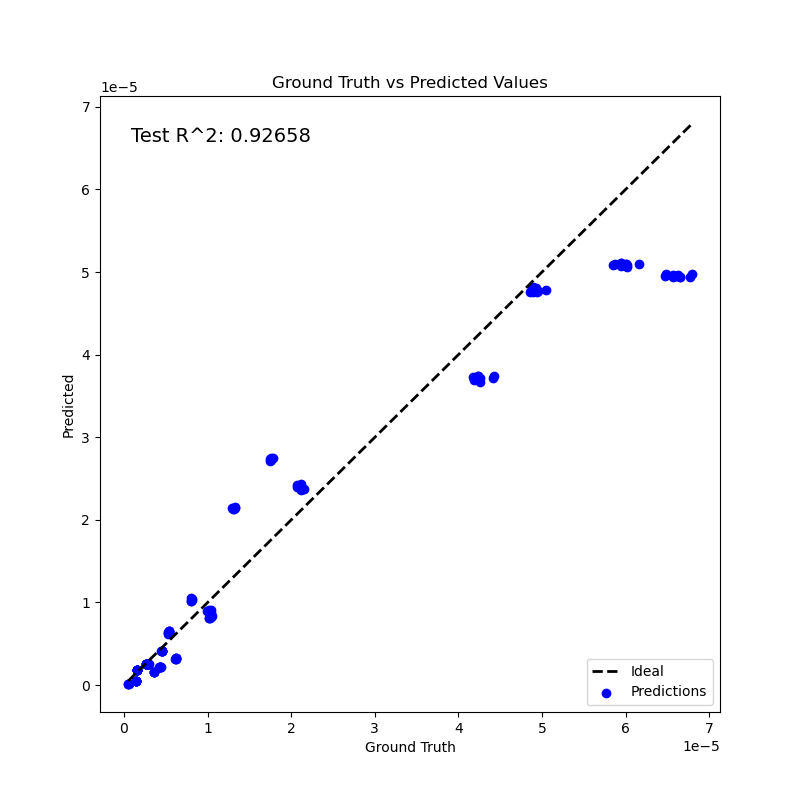 Ground Truth vs Predicted Values
1e−5
7
6
5
4
3
2
1
0
Predicted
Test R^2: 0.92658
Ideal
Predictions
0 1 2 3 4 5 6 7
Ground Truth
1e−5